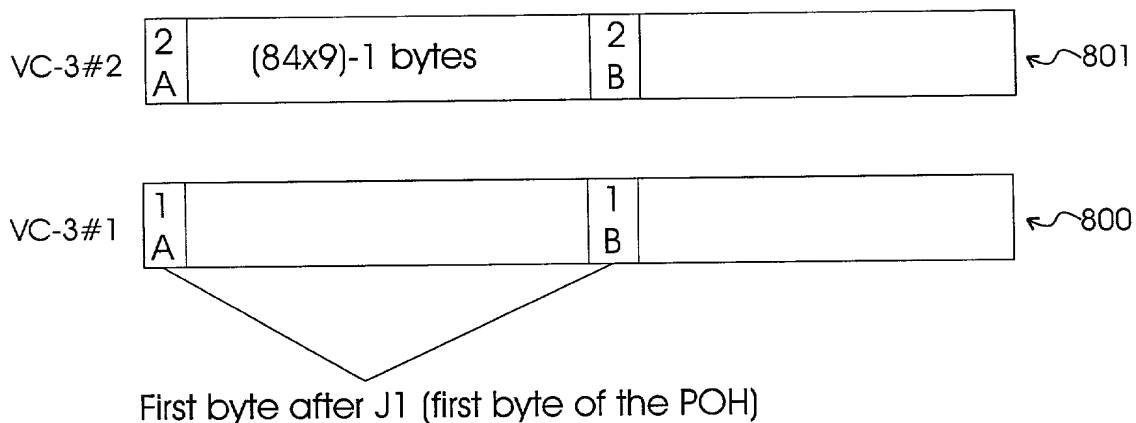 VC-3#2 2 A (84x9)-1 bytes 2 B 801
VC-3#1 1 A 1 B 800
First byte after J1 (first byte of the POH)